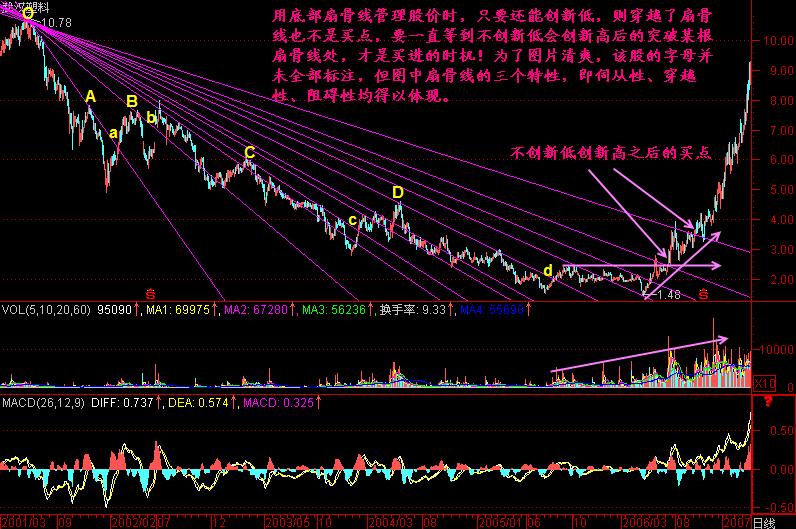 武汉塑料
10.78
用底部扇骨线管理股价时，只要还能创新低，则穿越了扇骨
线也不是买点，要一直等到不创新低会创新高后的突破某根
扇骨线处，才是买进的时机！为了图片清爽，该股的字母并
未全部标注，但图中扇骨线的三个特性，即何从性、穿越
性、阻碍性均得以体现。
不创新低创新高之后的买点
O
A
B
a
b
C
c
D
d
1.48
10.00
9.00
8.00
7.00
6.00
5.00
4.00
3.00
2.00
VOL(5,10,20,60) 95090↑, MA1: 69975↑, MA2: 67280↑, MA3: 56236↑, 换手率: 9.33↑, MA4: 55698↑
10000
X10
MACD(26,12,9) DIFF: 0.737↑, DEA: 0.574↑, MACD: 0.325↑
?
0.50
0.00
-0.50
2001/03 09 2002/02 07 12 2003/05 10 2004/03 08 2005/01 06 10 2006/03 08 2007 日线